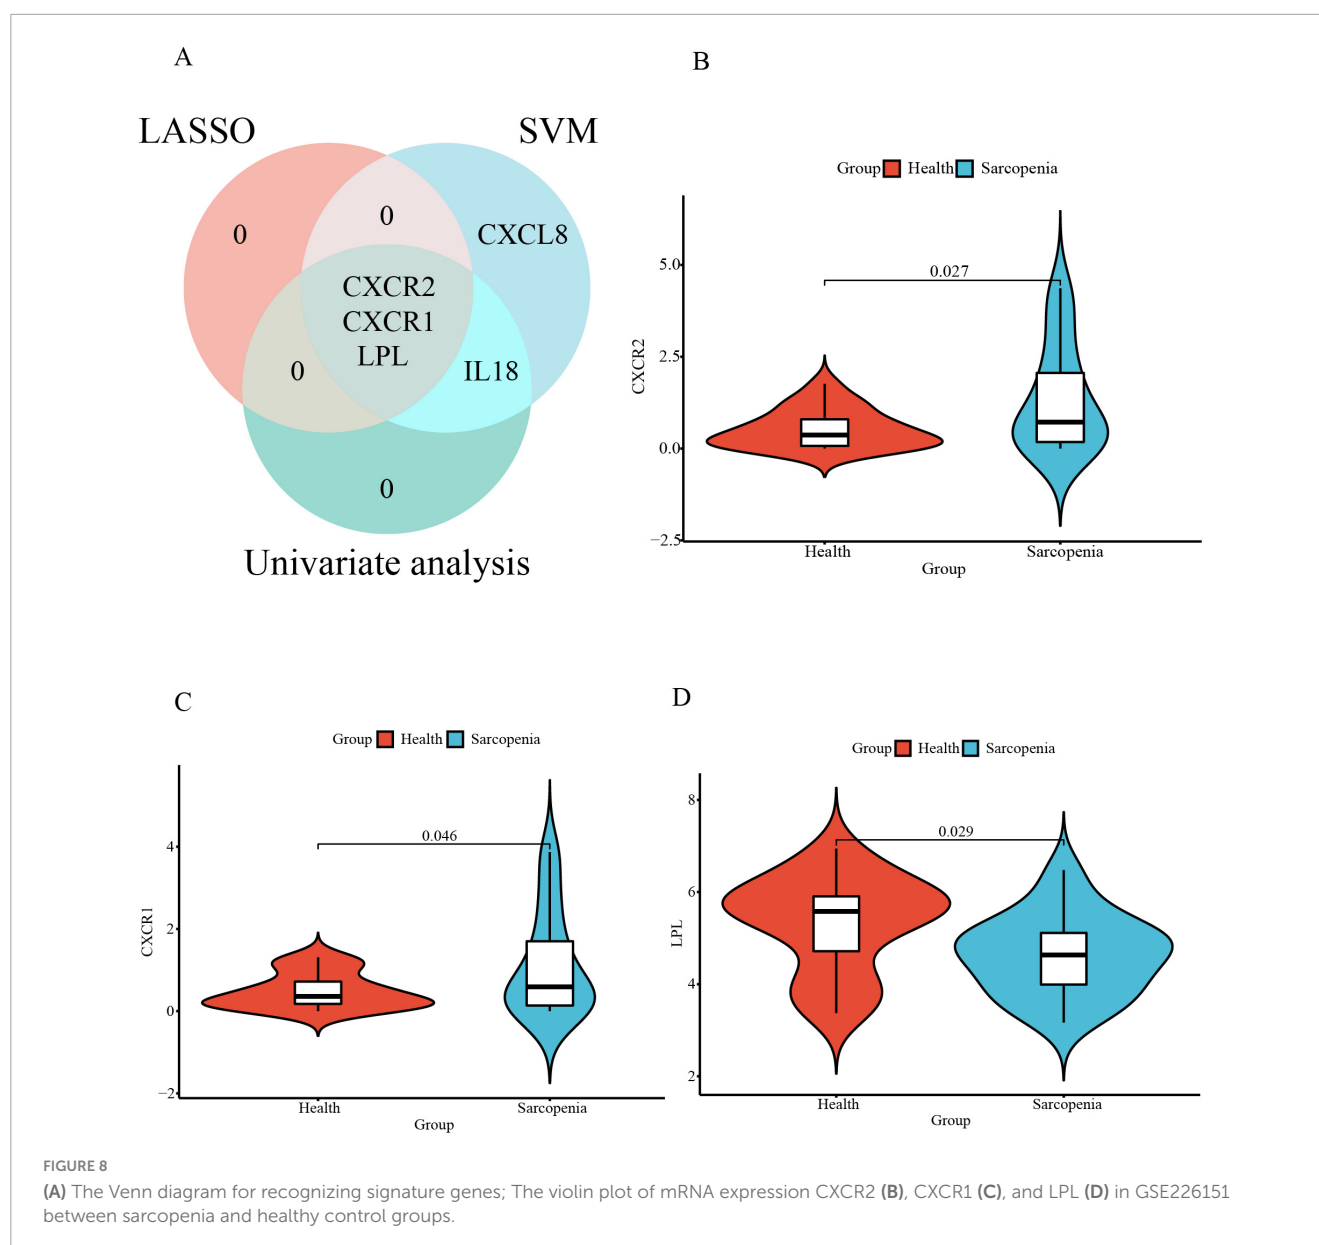 A
LASSO
SVM
0
0
CXCL8
CXCR2
CXCR1
LPL
0
IL18
0
Univariate analysis
B
Group Health Sarcopenia
5.0
2.5
0.0
−2.5
CXCR2
0.027
Health Sarcopenia
Group
C
Group Health Sarcopenia
4
2
0
−2
CXCR1
0.046
Health Sarcopenia
Group
D
Group Health Sarcopenia
8
6
4
2
LPL
0.029
Health Sarcopenia
Group
FIGURE 8
(A) The Venn diagram for recognizing signature genes; The violin plot of mRNA expression CXCR2 (B), CXCR1 (C), and LPL (D) in GSE226151
between sarcopenia and healthy control groups.